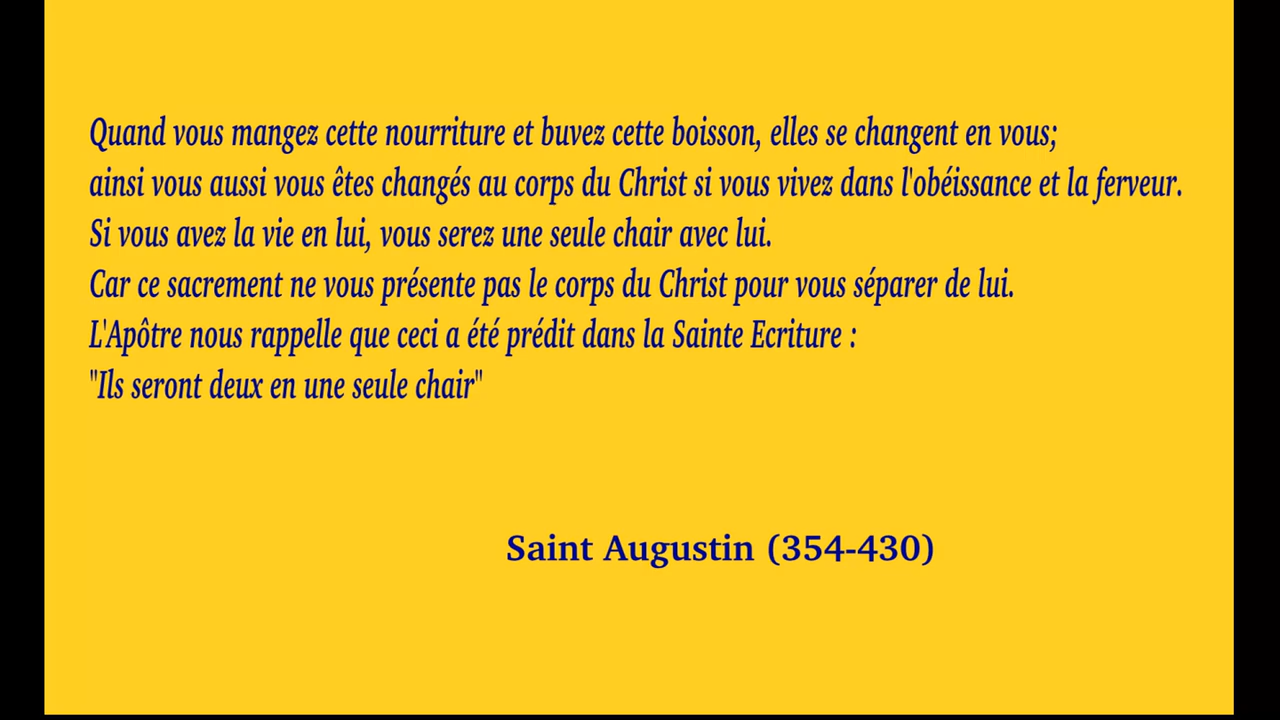 Quand vous mangez cette nourriture et buvez cette boisson, elles se changent en vous;
ainsi vous aussi vous êtes changés au corps du Christ si vous vivez dans l'obéissance et la ferveur.
Si vous avez la vie en lui, vous serez une seule chair avec lui.
Car ce sacrement ne vous présente pas le corps du Christ pour vous séparer de lui.
L'Apôtre nous rappelle que ceci a été prédit dans la Sainte Ecriture :
"Ils seront deux en une seule chair"
Saint Augustin (354-430)